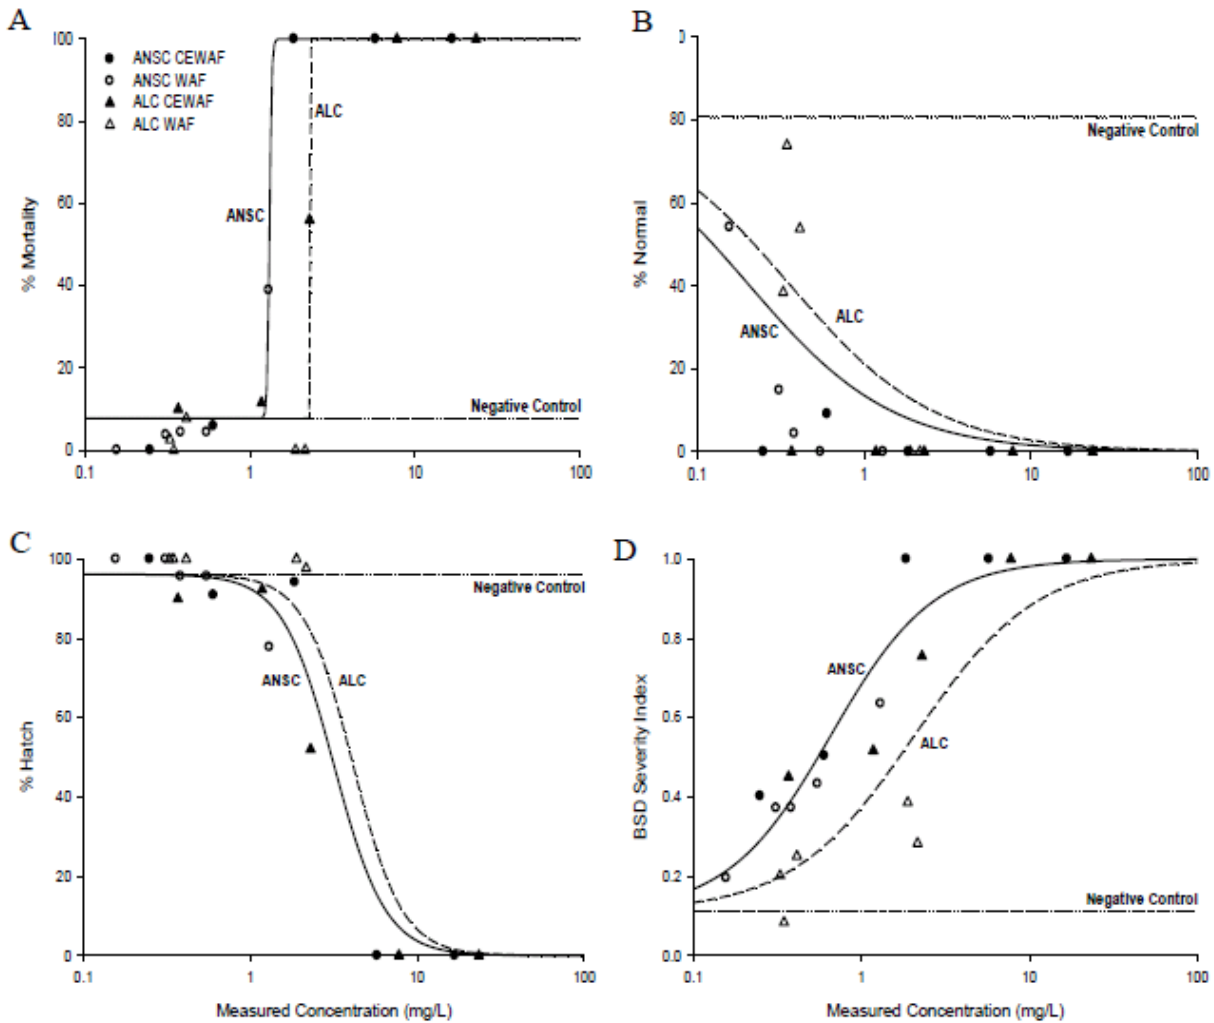 A
100
80
60
40
20
0
% Mortality
ANSC CEWAF
ANSC WAF
ALC CEWAF
ALC WAF
ALC
ANSC
Negative Control
0.1 1 10 100
B
0
80
60
40
20
0
% Normal
Negative Control
ANSC
ALC
0.1 1 10 100
C
100
80
60
40
20
0
% Hatch
Negative Control
ANSC
ALC
0.1 1 10 100
Measured Concentration (mg/L)
D
1.0
0.8
0.6
0.4
0.2
0.0
BSD Severity Index
ANSC
ALC
Negative Control
0.1 1 10 100
Measured Concentration (mg/L)